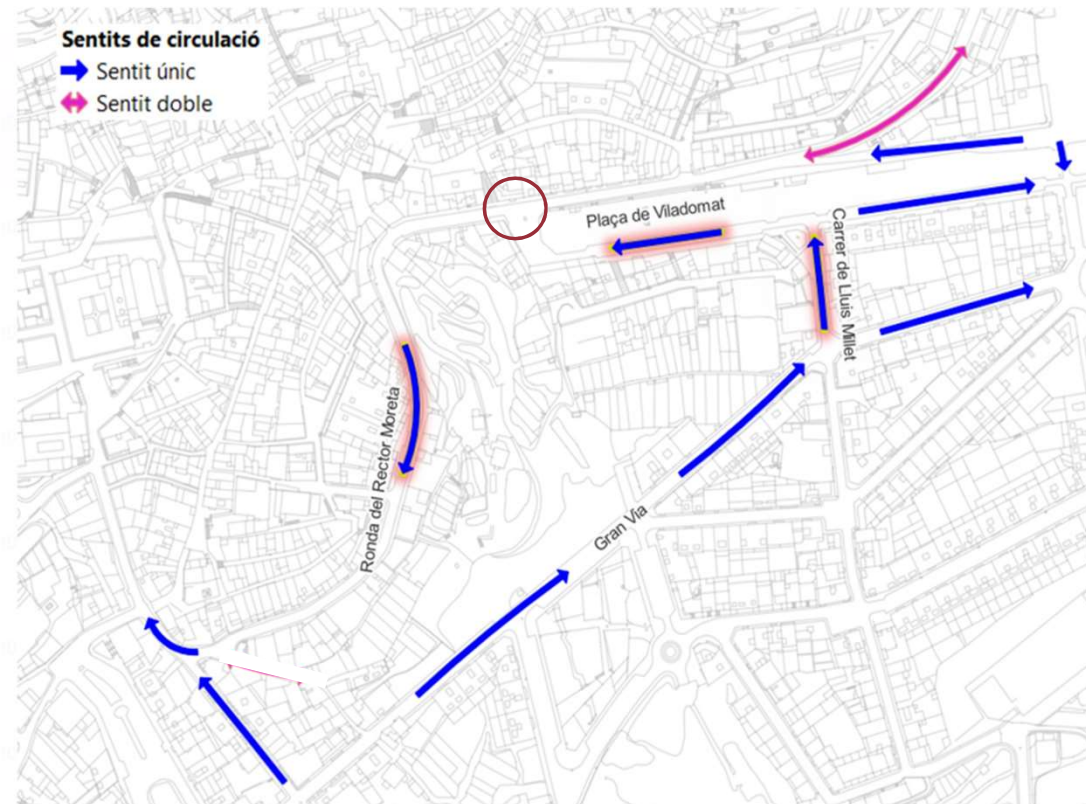 Sentits de circulació
Sentit únic
Sentit doble
Plaça de Viladomat
Carrer de Lluis Millet
Ronda del Rector Moreta
Gran Via